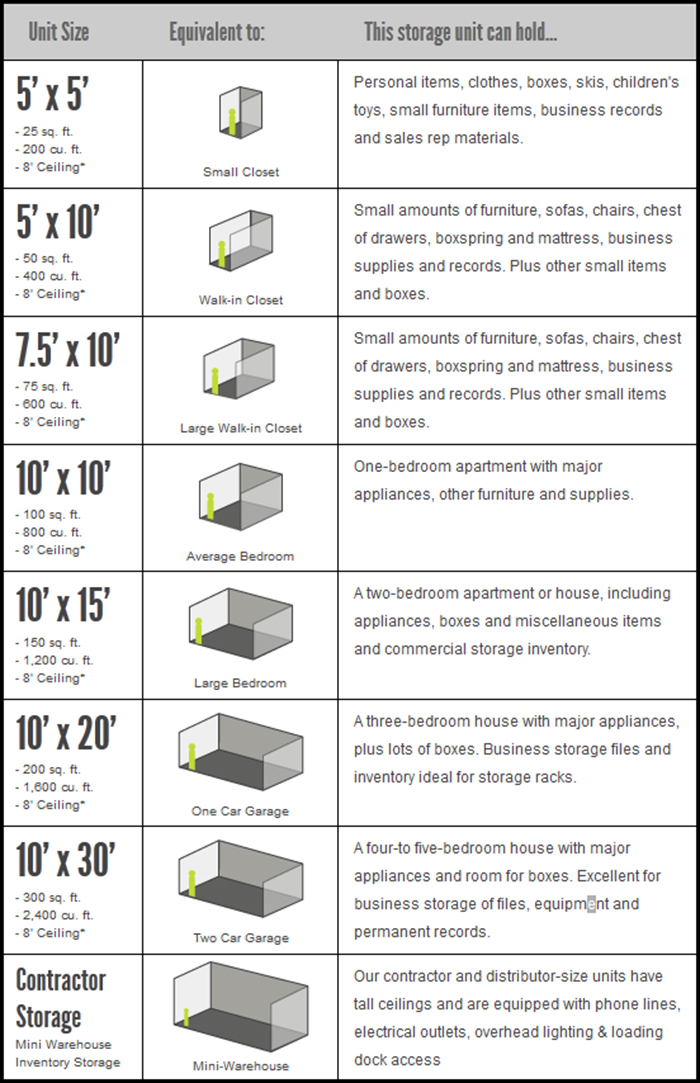 Unit Size Equivalent to: This storage unit can hold...
5' x 5'
- 25 sq. ft.
- 200 cu. ft.
- 8' Ceiling*
Small Closet
Personal items, clothes, boxes, skis, children's
toys, small furniture items, business records
and sales rep materials.
5' x 10'
- 50 sq. ft.
- 400 cu. ft.
- 8' Ceiling*
Walk-in Closet
Small amounts of furniture, sofas, chairs, chest
of drawers, boxspring and mattress, business
supplies and records. Plus other small items
and boxes.
7.5' x 10'
- 75 sq. ft.
- 600 cu. ft.
- 8' Ceiling*
Large Walk-in Closet
Small amounts of furniture, sofas, chairs, chest
of drawers, boxspring and mattress, business
supplies and records. Plus other small items
and boxes.
10' x 10'
- 100 sq. ft.
- 800 cu. ft.
- 8' Ceiling*
Average Bedroom
One-bedroom apartment with major
appliances, other furniture and supplies.
10' x 15'
- 150 sq. ft.
- 1,200 cu. ft.
- 8' Ceiling*
Large Bedroom
A two-bedroom apartment or house, including
appliances, boxes and miscellaneous items
and commercial storage inventory.
10' x 20'
- 200 sq. ft.
- 1,600 cu. ft.
- 8' Ceiling*
One Car Garage
A three-bedroom house with major appliances,
plus lots of boxes. Business storage files and
inventory ideal for storage racks.
10' x 30'
- 300 sq. ft.
- 2,400 cu. ft.
- 8' Ceiling*
Two Car Garage
A four-to five-bedroom house with major
appliances and room for boxes. Excellent for
business storage of files, equipment and
permanent records.
Contractor
Storage
Mini Warehouse
Inventory Storage
Mini-Warehouse
Our contractor and distributor-size units have
tall ceilings and are equipped with phone lines,
electrical outlets, overhead lighting & loading
dock access